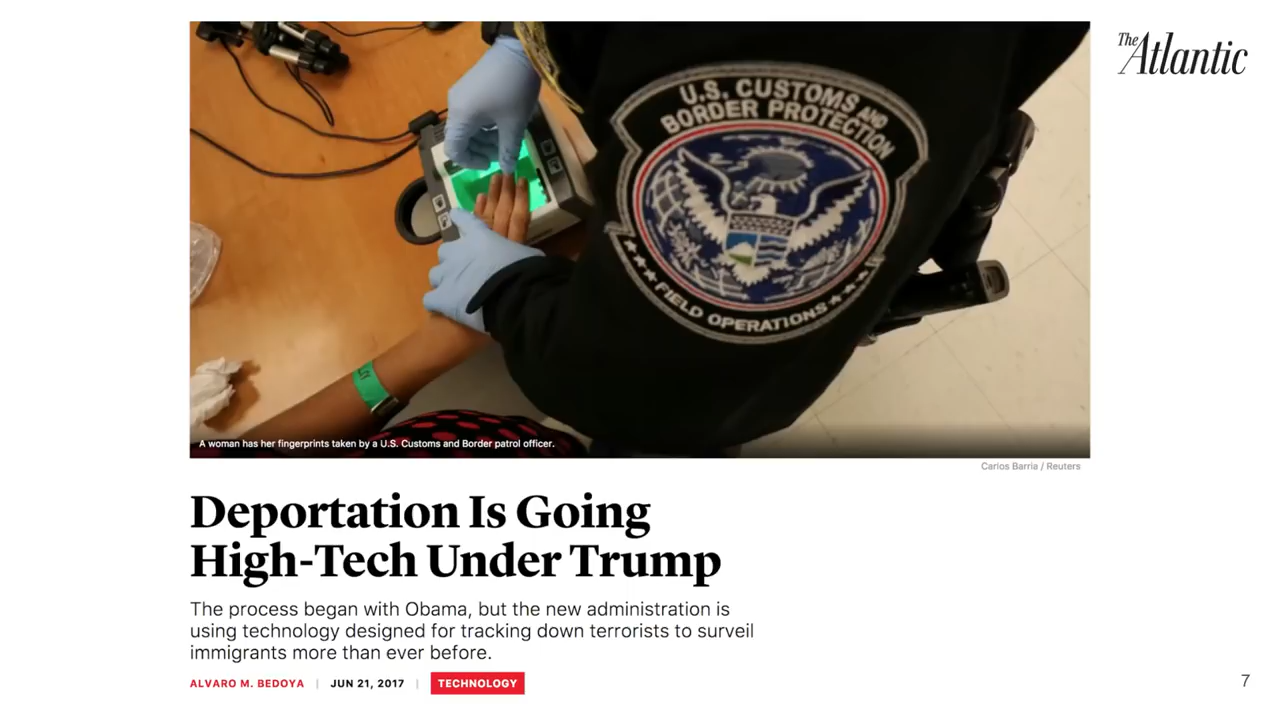 The
Atlantic
U.S. CUSTOMS AND
BORDER PROTECTION
FIELD OPERATIONS
A woman has her fingerprints taken by a U.S. Customs and Border patrol officer.
Carlos Barria / Reuters
Deportation Is Going
High-Tech Under Trump
The process began with Obama, but the new administration is
using technology designed for tracking down terrorists to surveil
immigrants more than ever before.
ALVARO M. BEDOYA | JUN 21, 2017 | TECHNOLOGY
7